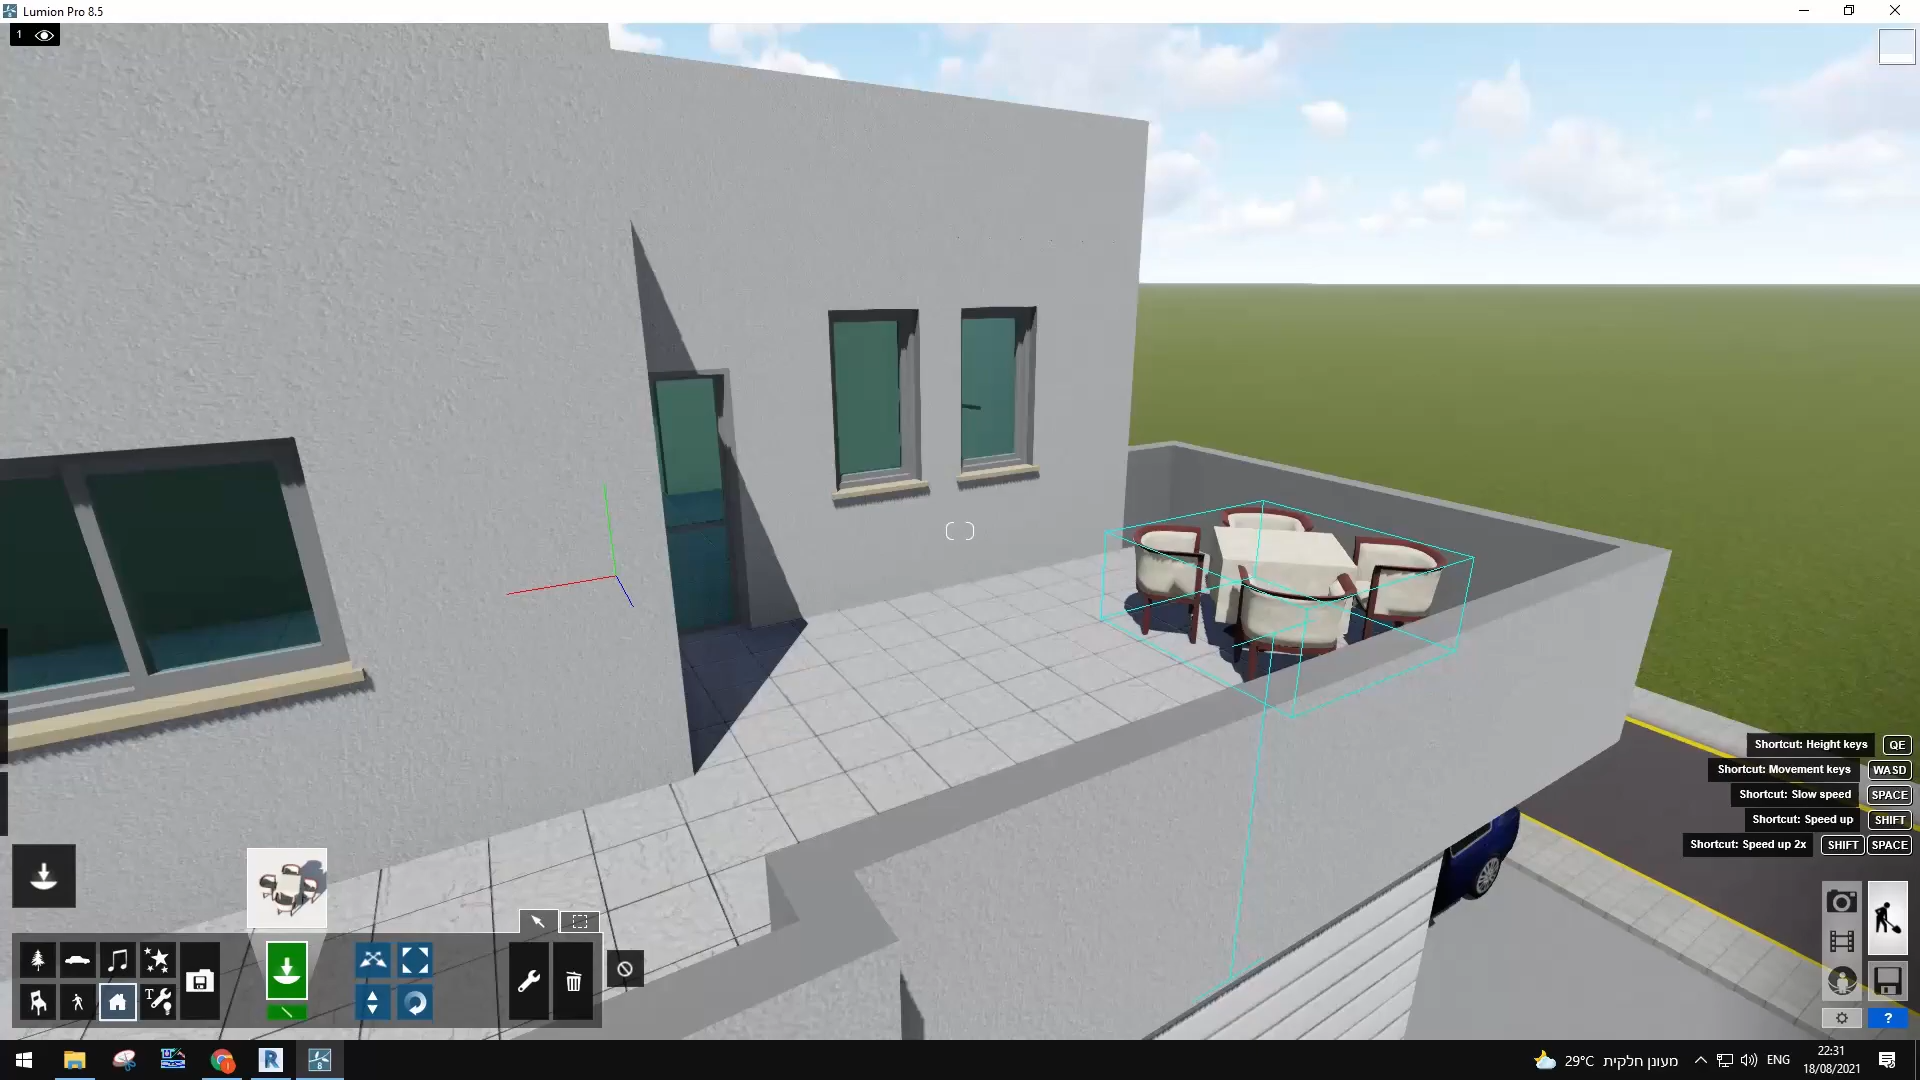 Lumion Pro 8.5
1
Shortcut: Height keys QE
Shortcut: Movement keys WASD
Shortcut: Slow speed SPACE
Shortcut: Speed up SHIFT
Shortcut: Speed up 2x SHIFT SPACE
T
?
R
8
29°C מעונן חלקית
ENG
22:31
18/08/2021